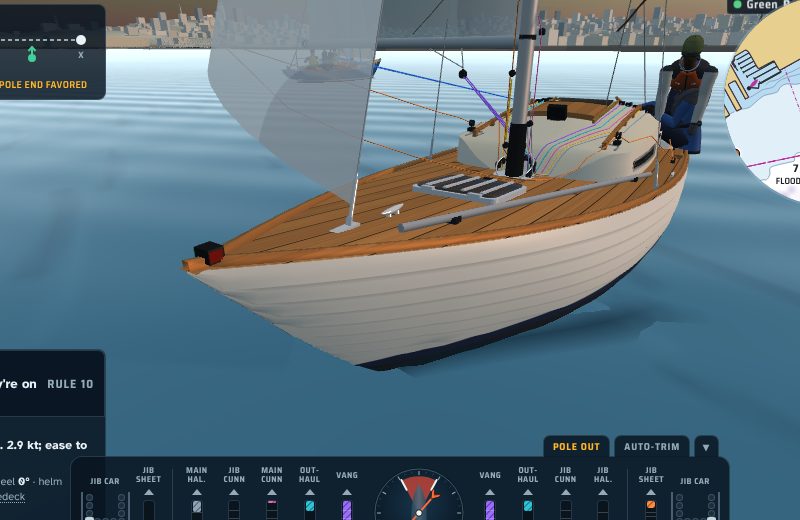 Green
X
POLE END FAVORED
7
FLOOD
're on RULE 10
. 2.9 kt; ease to
eel 0° · helm
edeck
POLE OUT
AUTO-TRIM
▼
JIB CAR
JIB SHEET
MAIN HAL.
JIB CUNN
MAIN CUNN
OUT-HAUL
VANG
VANG
OUT-HAUL
JIB CUNN
JIB HAL.
JIB SHEET
JIB CAR